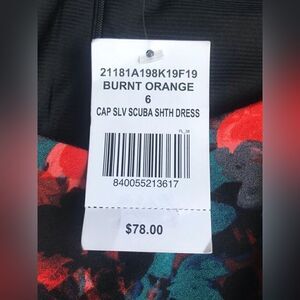 21181A198K19F19
BURNT ORANGE
6
CAP SLV SCUBA SHTH DRESS
840055213617
$78.00